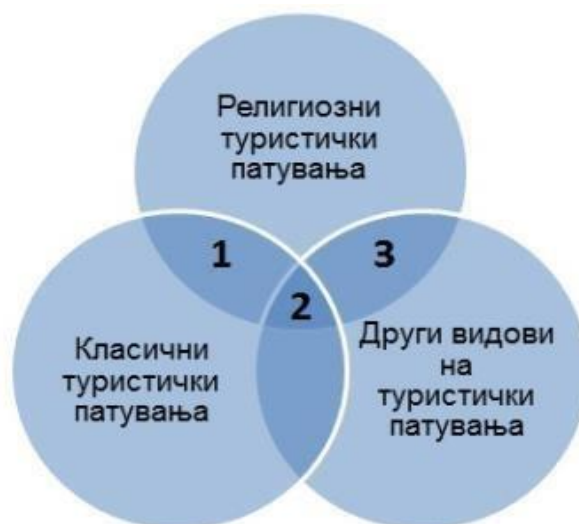 Религиозни
туристички
патувања
1
3
2
Класични
туристички
патувања
Други видови
на
туристички
патувања